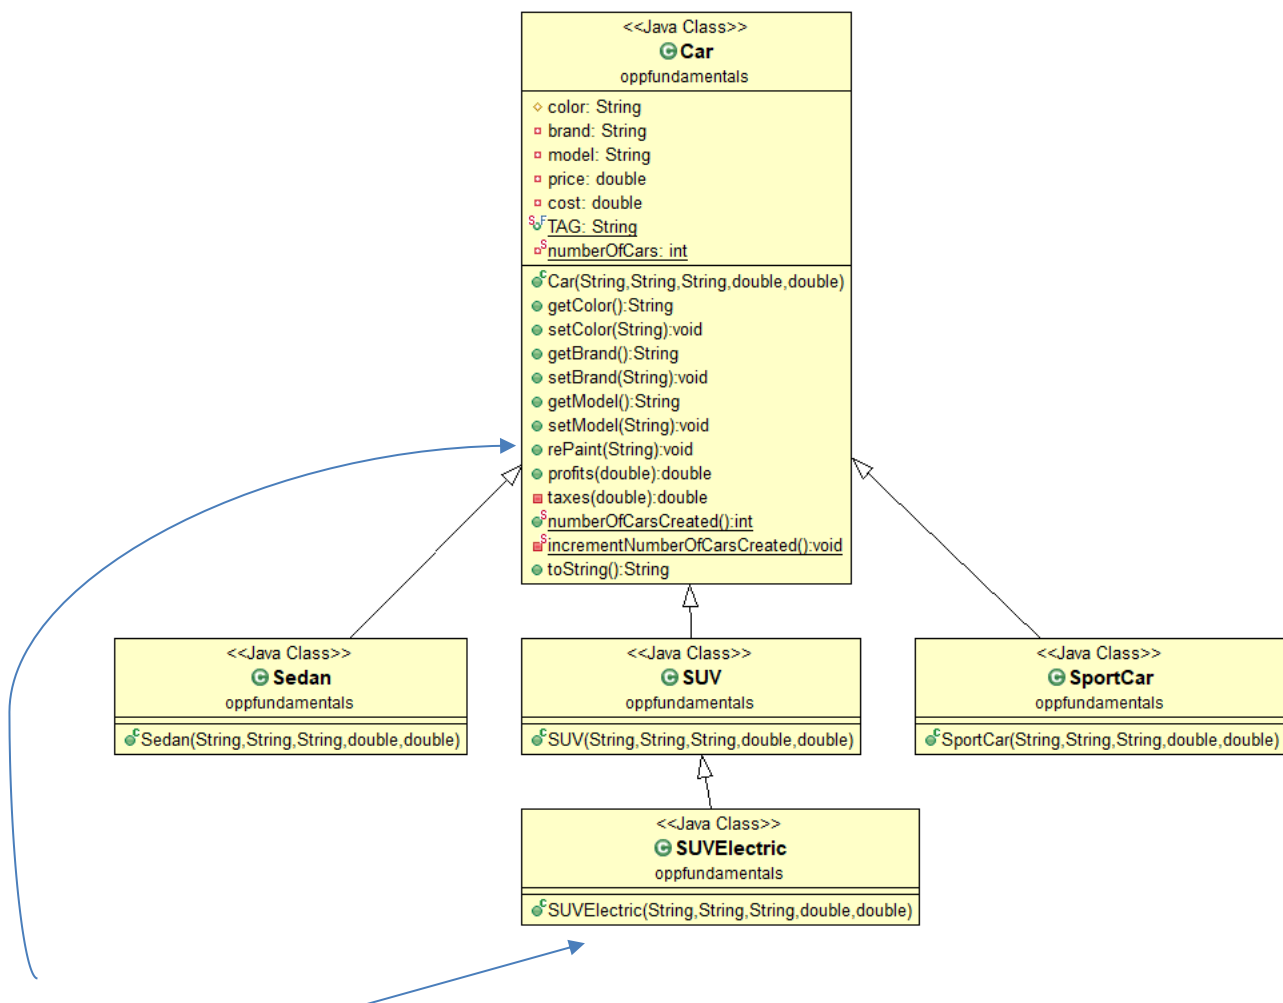 <<Java Class>>
C Car
oppfundamentals
color: String
brand: String
model: String
price: double
cost: double
S F TAG: String
S numberOfCars: int
C Car(String,String,String,double,double)
getColor():String
setColor(String):void
getBrand():String
setBrand(String):void
getModel():String
setModel(String):void
rePaint(String):void
profits(double):double
taxes(double):double
S numberOfCarsCreated():int
S incrementNumberOfCarsCreated():void
toString():String
<<Java Class>>
C Sedan
oppfundamentals
C Sedan(String,String,String,double,double)
<<Java Class>>
C SUV
oppfundamentals
C SUV(String,String,String,double,double)
<<Java Class>>
C SportCar
oppfundamentals
C SportCar(String,String,String,double,double)
<<Java Class>>
C SUVElectric
oppfundamentals
C SUVElectric(String,String,String,double,double)